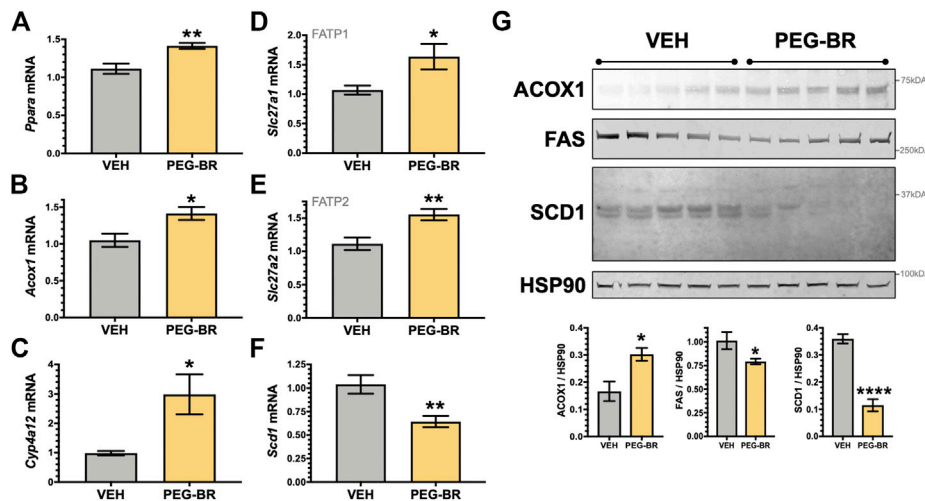 A
Ppara mRNA
2.0
1.5
1.0
0.5
0.0
**
VEH PEG-BR
B
Acox1 mRNA
1.5
1.0
0.5
0.0
*
VEH PEG-BR
C
Cyp4a12 mRNA
4
3
2
1
0
*
VEH PEG-BR
D
FATP1
Slc27a1 mRNA
2.0
1.5
1.0
0.5
0.0
*
VEH PEG-BR
E
FATP2
Slc27a2 mRNA
1.5
1.0
0.5
0.0
**
VEH PEG-BR
F
Scd1 mRNA
1.25
1.00
0.75
0.50
0.25
0.00
**
VEH PEG-BR
G
VEH PEG-BR
ACOX1
75kDA
FAS
250kDA
SCD1
37kDA
HSP90
100kDA
ACOX1 / HSP90
0.4
0.3
0.2
0.1
0.0
*
VEH PEG-BR
FAS / HSP90
1.00
0.75
0.50
0.25
0.00
*
VEH PEG-BR
SCD1 / HSP90
0.4
0.3
0.2
0.1
0.0
****
VEH PEG-BR